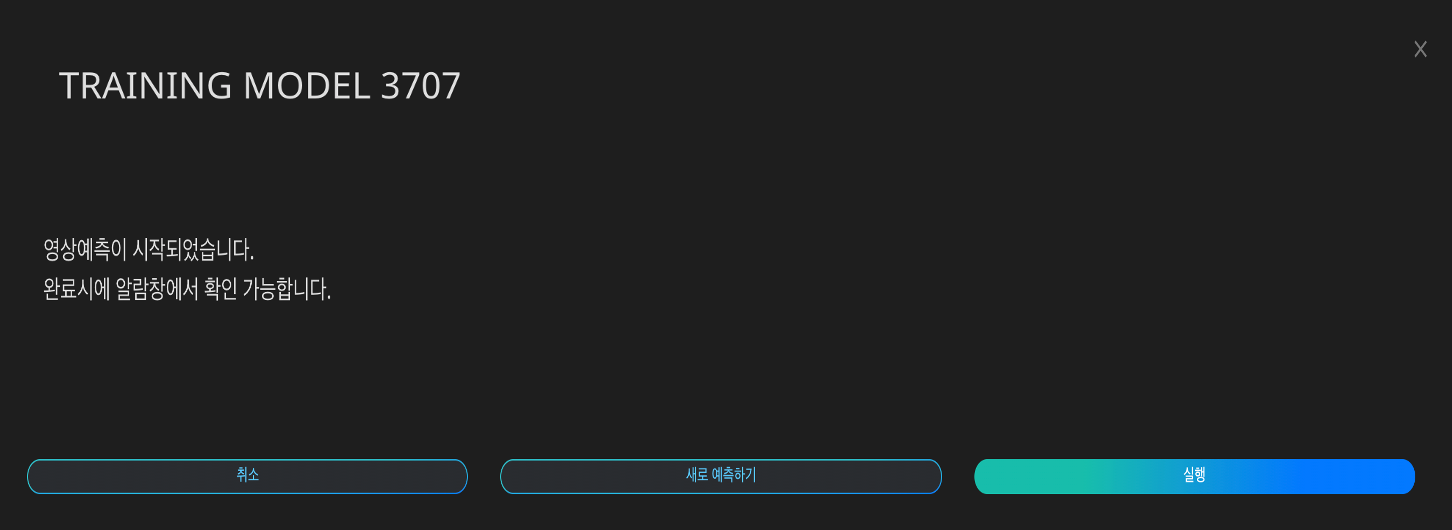 X
TRAINING MODEL 3707
영상예측이 시작되었습니다.
완료시에 알람창에서 확인 가능합니다.
취소
새로 예측하기
실행